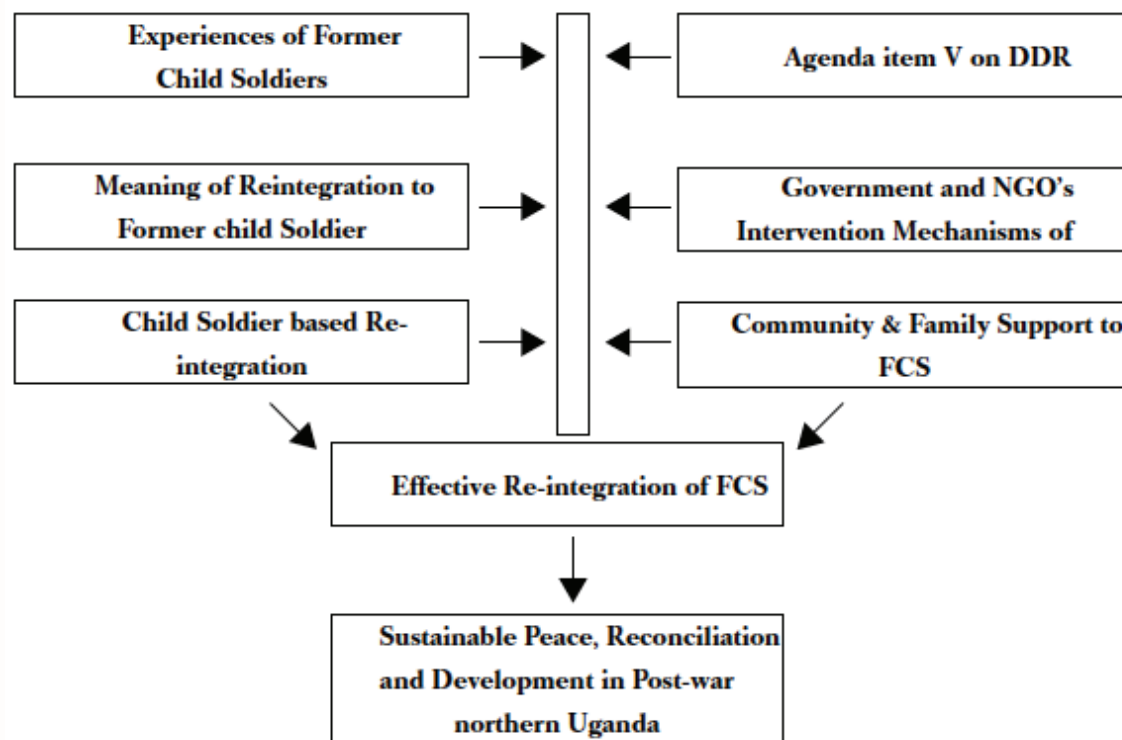 Experiences of Former
Child Soldiers
Agenda item V on DDR
Meaning of Reintegration to
Former child Soldier
Government and NGO's
Intervention Mechanisms of
Child Soldier based Re-
integration
Community & Family Support to
FCS
Effective Re-integration of FCS
Sustainable Peace, Reconciliation
and Development in Post-war
northern Uganda